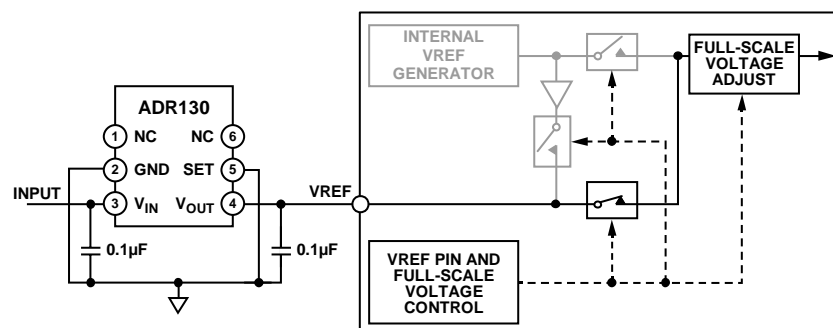 INTERNAL
VREF
GENERATOR
FULL-SCALE
VOLTAGE
ADJUST
ADR130
1 NC NC 6
2 GND SET 5
INPUT 3 VIN VOUT 4 VREF
0.1µF 0.1µF
VREF PIN AND
FULL-SCALE
VOLTAGE
CONTROL